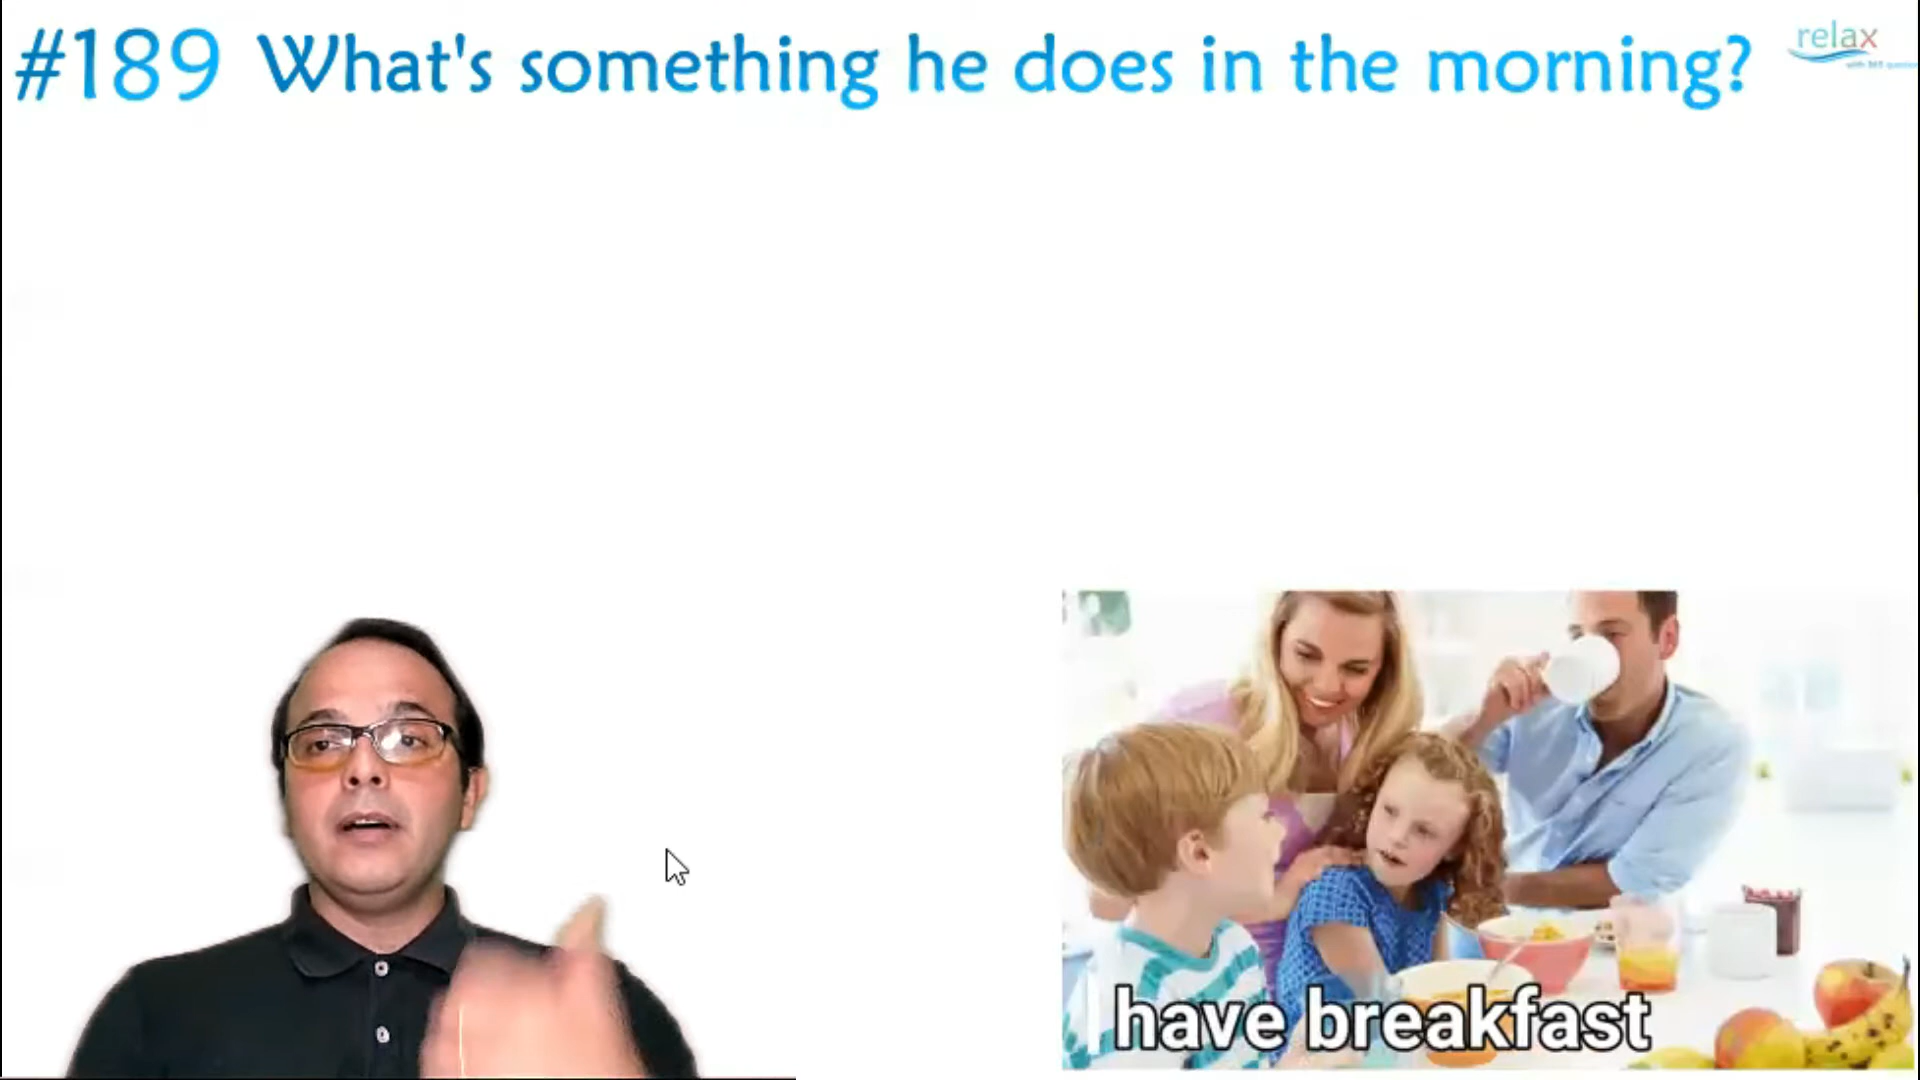 #189 What's something he does in the morning?
relax
have breakfast